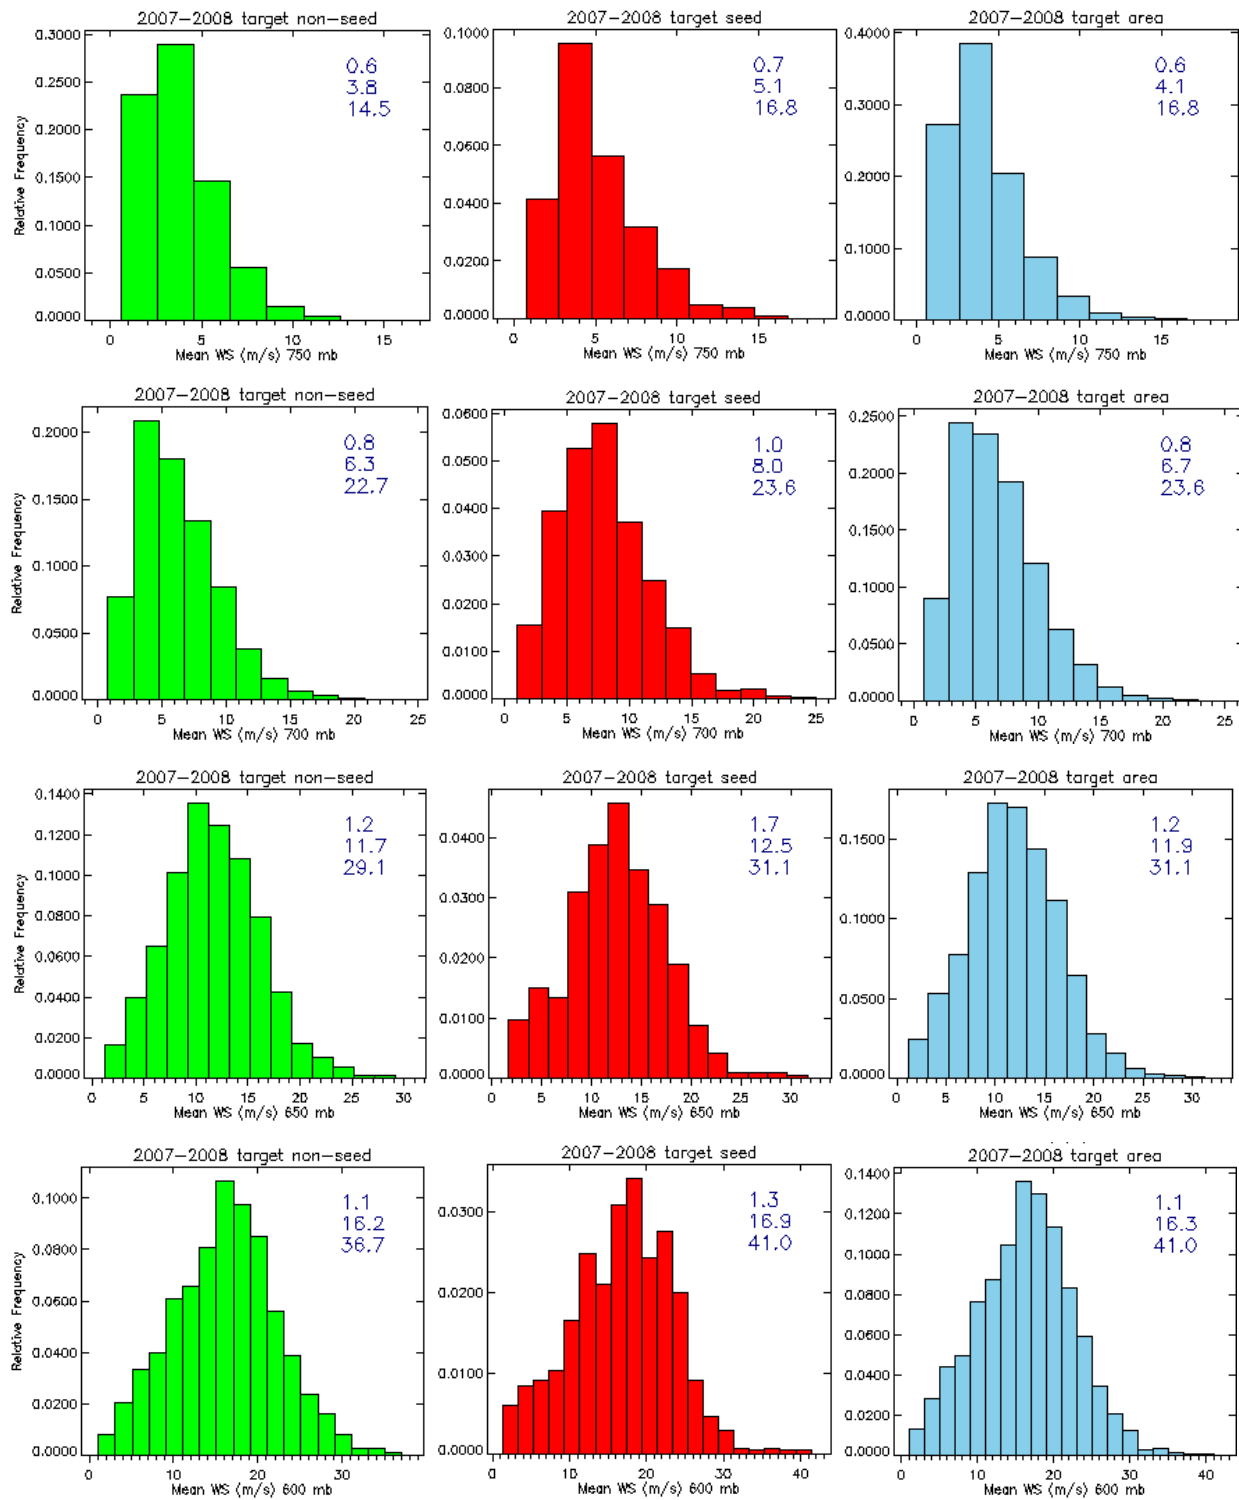 2007-2008 target non-seed
0.3000
0.2500
0.2000
0.1500
0.1000
0.0500
0.0000
Relative Frequency
0.6
3.8
14.5
0 5 10 15
Mean WS (m/s) 750 mb
2007-2008 target seed
0.1000
0.0800
0.0600
0.0400
0.0200
0.0000
0.7
5.1
16.8
0 5 10 15
Mean WS (m/s) 750 mb
2007-2008 target area
0.4000
0.3000
0.2000
0.1000
0.0000
0.6
4.1
16.8
0 5 10 15
Mean WS (m/s) 750 mb
2007-2008 target non-seed
0.2000
0.1500
0.1000
0.0500
0.0000
Relative Frequency
0.8
6.3
22.7
0 5 10 15 20 25
Mean WS (m/s) 700 mb
2007-2008 target seed
0.0600
0.0500
0.0400
0.0300
0.0200
0.0100
0.0000
1.0
8.0
23.6
0 5 10 15 20 25
Mean WS (m/s) 700 mb
2007-2008 target area
0.2500
0.2000
0.1500
0.1000
0.0500
0.0000
0.8
6.7
23.6
0 5 10 15 20 25
Mean WS (m/s) 700 mb
2007-2008 target non-seed
0.1400
0.1200
0.1000
0.0800
0.0600
0.0400
0.0200
0.0000
Relative Frequency
1.2
11.7
29.1
0 5 10 15 20 25 30
Mean WS (m/s) 650 mb
2007-2008 target seed
0.0400
0.0300
0.0200
0.0100
0.0000
1.7
12.5
31.1
0 5 10 15 20 25 30
Mean WS (m/s) 650 mb
2007-2008 target area
0.1500
0.1000
0.0500
0.0000
1.2
11.9
31.1
0 5 10 15 20 25 30
Mean WS (m/s) 650 mb
2007-2008 target non-seed
0.1000
0.0800
0.0600
0.0400
0.0200
0.0000
Relative Frequency
1.1
16.2
36.7
0 10 20 30
Mean WS (m/s) 600 mb
2007-2008 target seed
0.0300
0.0200
0.0100
0.0000
1.3
16.9
41.0
0 10 20 30 40
Mean WS (m/s) 600 mb
2007-2008 target area
0.1400
0.1200
0.1000
0.0800
0.0600
0.0400
0.0200
0.0000
1.1
16.3
41.0
0 10 20 30 40
Mean WS (m/s) 600 mb